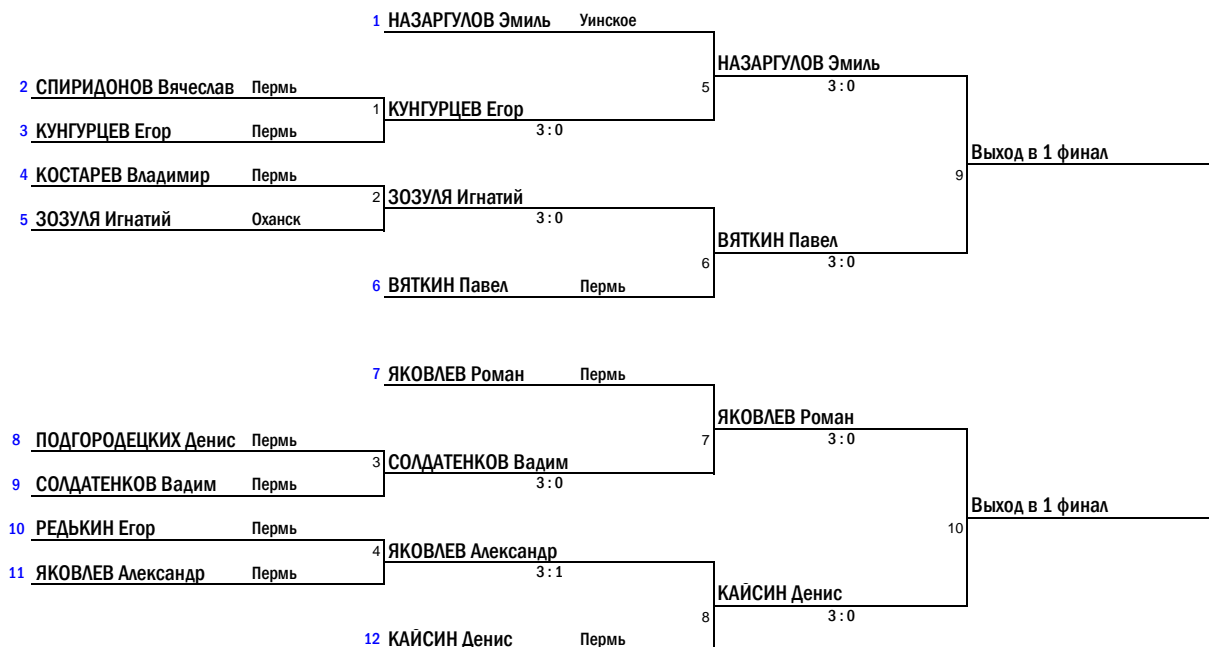 1 НАЗАРГУЛОВ Эмиль Уинское
НАЗАРГУЛОВ Эмиль
2 СПИРИДОНОВ Вячеслав Пермь
5
3:0
1 КУНГУРЦЕВ Егор
3 КУНГУРЦЕВ Егор Пермь
3:0
Выход в 1 финал
4 КОСТАРЕВ Владимир Пермь
9
2 ЗОЗУЛЯ Игнатий
5 ЗОЗУЛЯ Игнатий Оханск
3:0
ВЯТКИН Павел
6
3:0
6 ВЯТКИН Павел Пермь
7 ЯКОВЛЕВ Роман Пермь
ЯКОВЛЕВ Роман
8 ПОДГОРОДЕЦКИХ Денис Пермь
7
3:0
3 СОЛДАТЕНКОВ Вадим
9 СОЛДАТЕНКОВ Вадим Пермь
3:0
Выход в 1 финал
10 РЕДЬКИН Егор Пермь
10
4 ЯКОВЛЕВ Александр
11 ЯКОВЛЕВ Александр Пермь
3:1
КАЙСИН Денис
8
3:0
12 КАЙСИН Денис Пермь